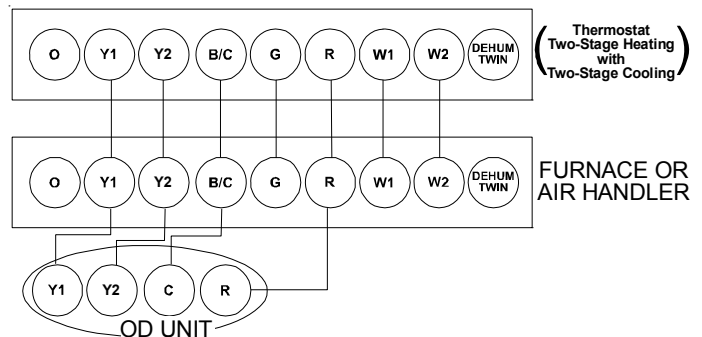 O Y1 Y2 B/C G R W1 W2 DEHUM TWIN
Thermostat
Two-Stage Heating
with
Two-Stage Cooling
O Y1 Y2 B/C G R W1 W2 DEHUM TWIN
FURNACE OR
AIR HANDLER
Y1 Y2 C R
OD UNIT